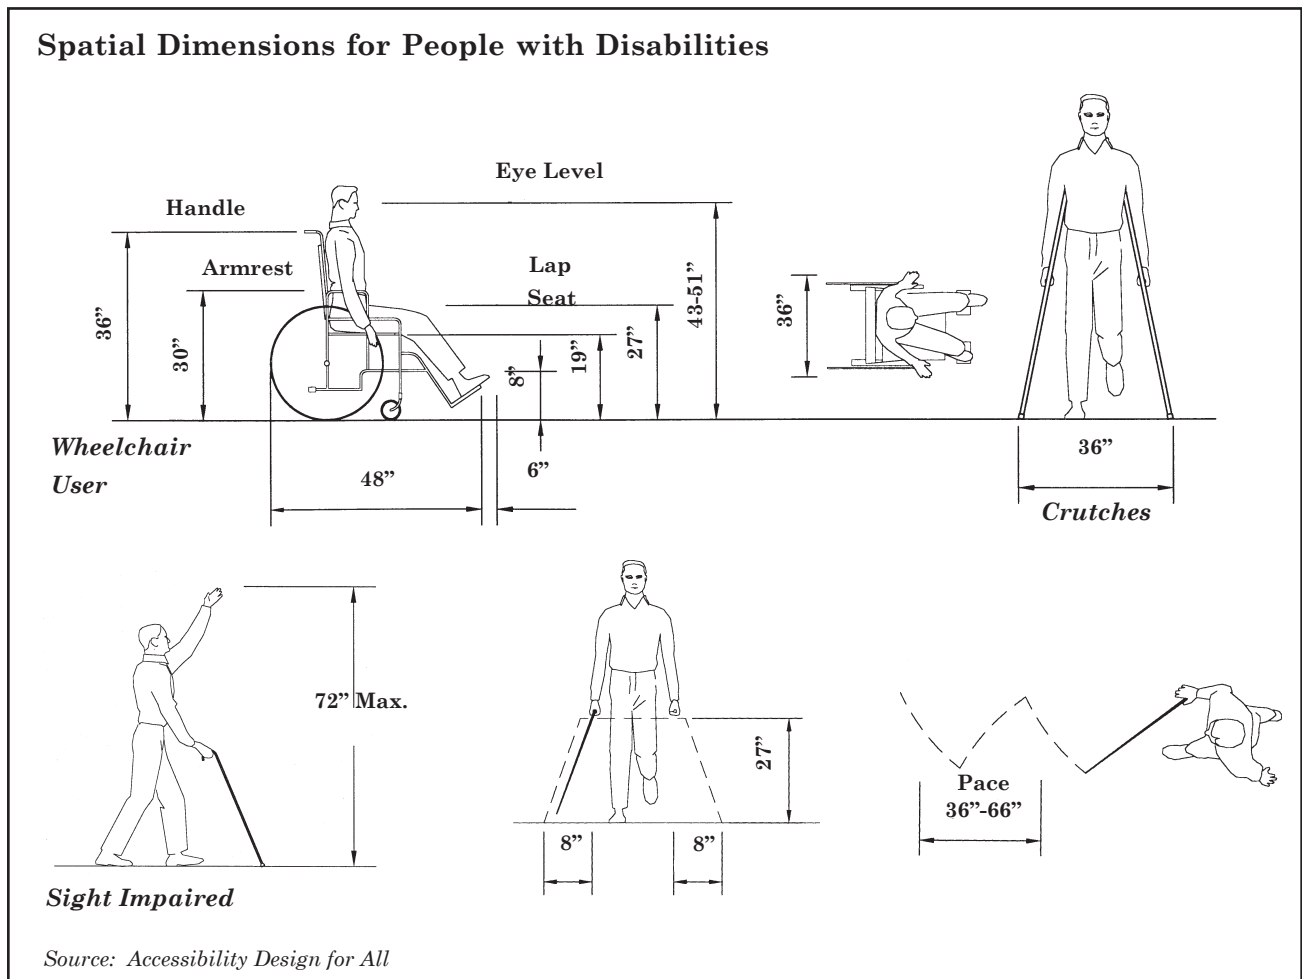 Spatial Dimensions for People with Disabilities
Eye Level
Handle
Armrest
Lap
Seat
36”
30”
8”
19”
27”
43-51”
36”
Wheelchair
User
48”
6”
36”
Crutches
72” Max.
27”
8”
8”
Pace
36”-66”
Sight Impaired
Source: Accessibility Design for All